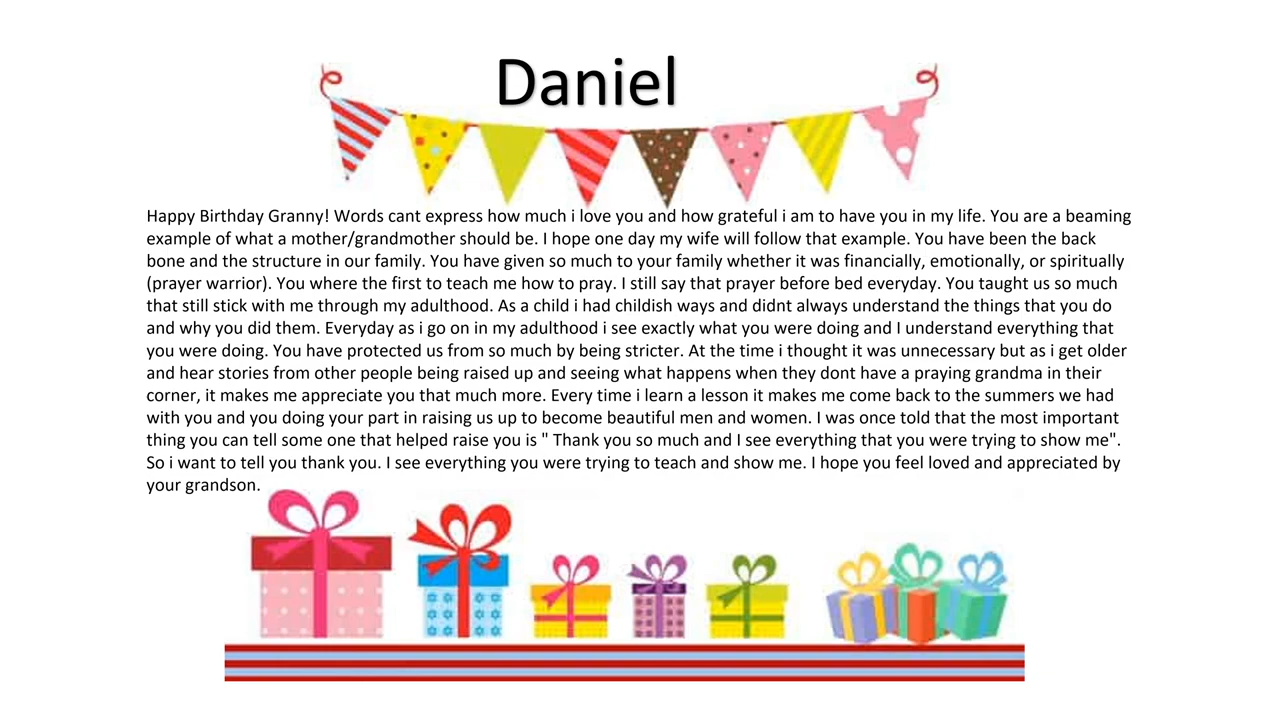 Daniel
Happy Birthday Granny! Words cant express how much i love you and how grateful i am to have you in my life. You are a beaming
example of what a mother/grandmother should be. I hope one day my wife will follow that example. You have been the back
bone and the structure in our family. You have given so much to your family whether it was financially, emotionally, or spiritually
(prayer warrior). You where the first to teach me how to pray. I still say that prayer before bed everyday. You taught us so much
that still stick with me through my adulthood. As a child i had childish ways and didnt always understand the things that you do
and why you did them. Everyday as i go on in my adulthood i see exactly what you were doing and I understand everything that
you were doing. You have protected us from so much by being stricter. At the time i thought it was unnecessary but as i get older
and hear stories from other people being raised up and seeing what happens when they dont have a praying grandma in their
corner, it makes me appreciate you that much more. Every time i learn a lesson it makes me come back to the summers we had
with you and you doing your part in raising us up to become beautiful men and women. I was once told that the most important
thing you can tell some one that helped raise you is " Thank you so much and I see everything that you were trying to show me".
So i want to tell you thank you. I see everything you were trying to teach and show me. I hope you feel loved and appreciated by
your grandson.